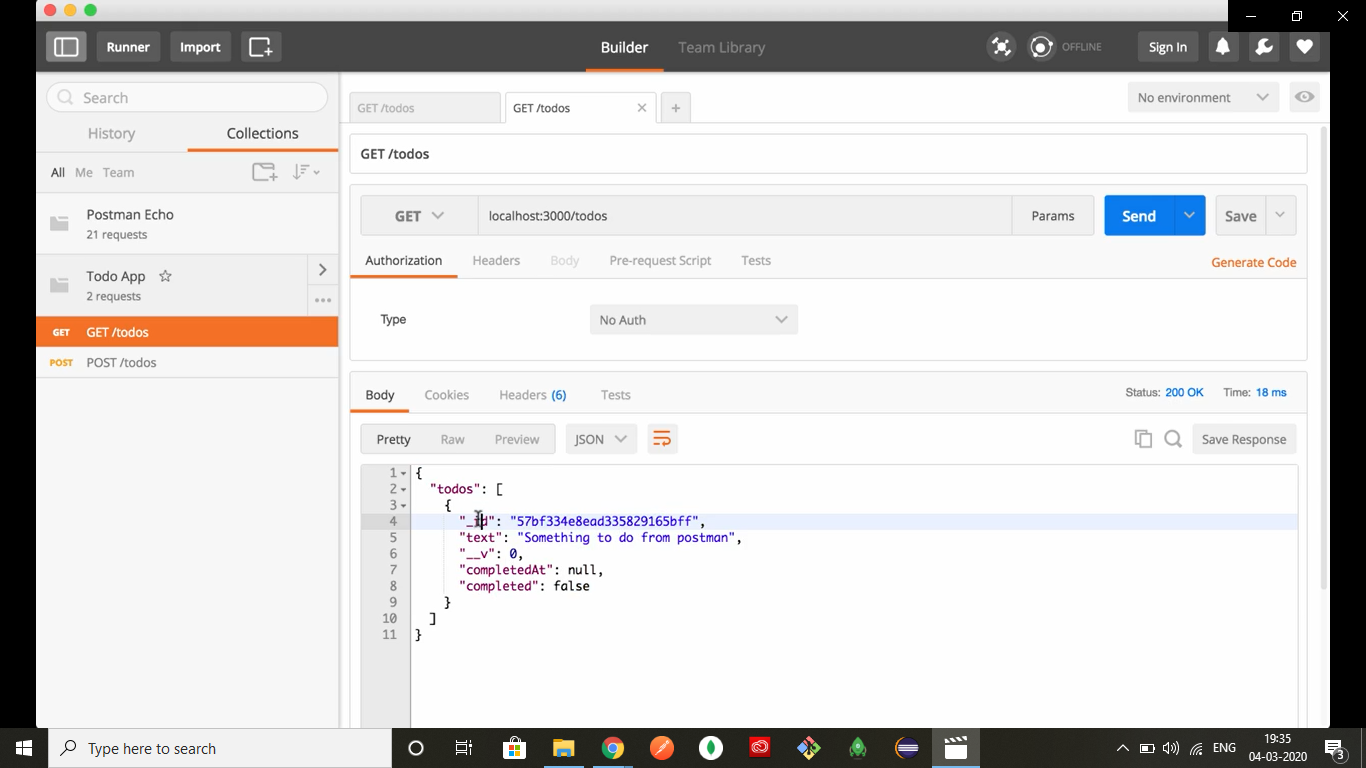 Runner
Import
Builder
Team Library
OFFLINE
Sign In
Search
History
Collections
All Me Team
Postman Echo
21 requests
Todo App
2 requests
GET GET /todos
POST POST /todos
GET /todos
GET /todos
+
No environment
GET /todos
GET
localhost:3000/todos
Params
Send
Save
Authorization
Headers
Body
Pre-request Script
Tests
Generate Code
Type
No Auth
Body
Cookies
Headers (6)
Tests
Status: 200 OK
Time: 18 ms
Pretty
Raw
Preview
JSON
Save Response
1 {
2 "todos": [
3 {
4 "_id": "57bf334e8ead335829165bff",
5 "text": "Something to do from postman",
6 "__v": 0,
7 "completedAt": null,
8 "completed": false
9 }
10 ]
11 }
Type here to search
ENG
19:35
04-03-2020
3